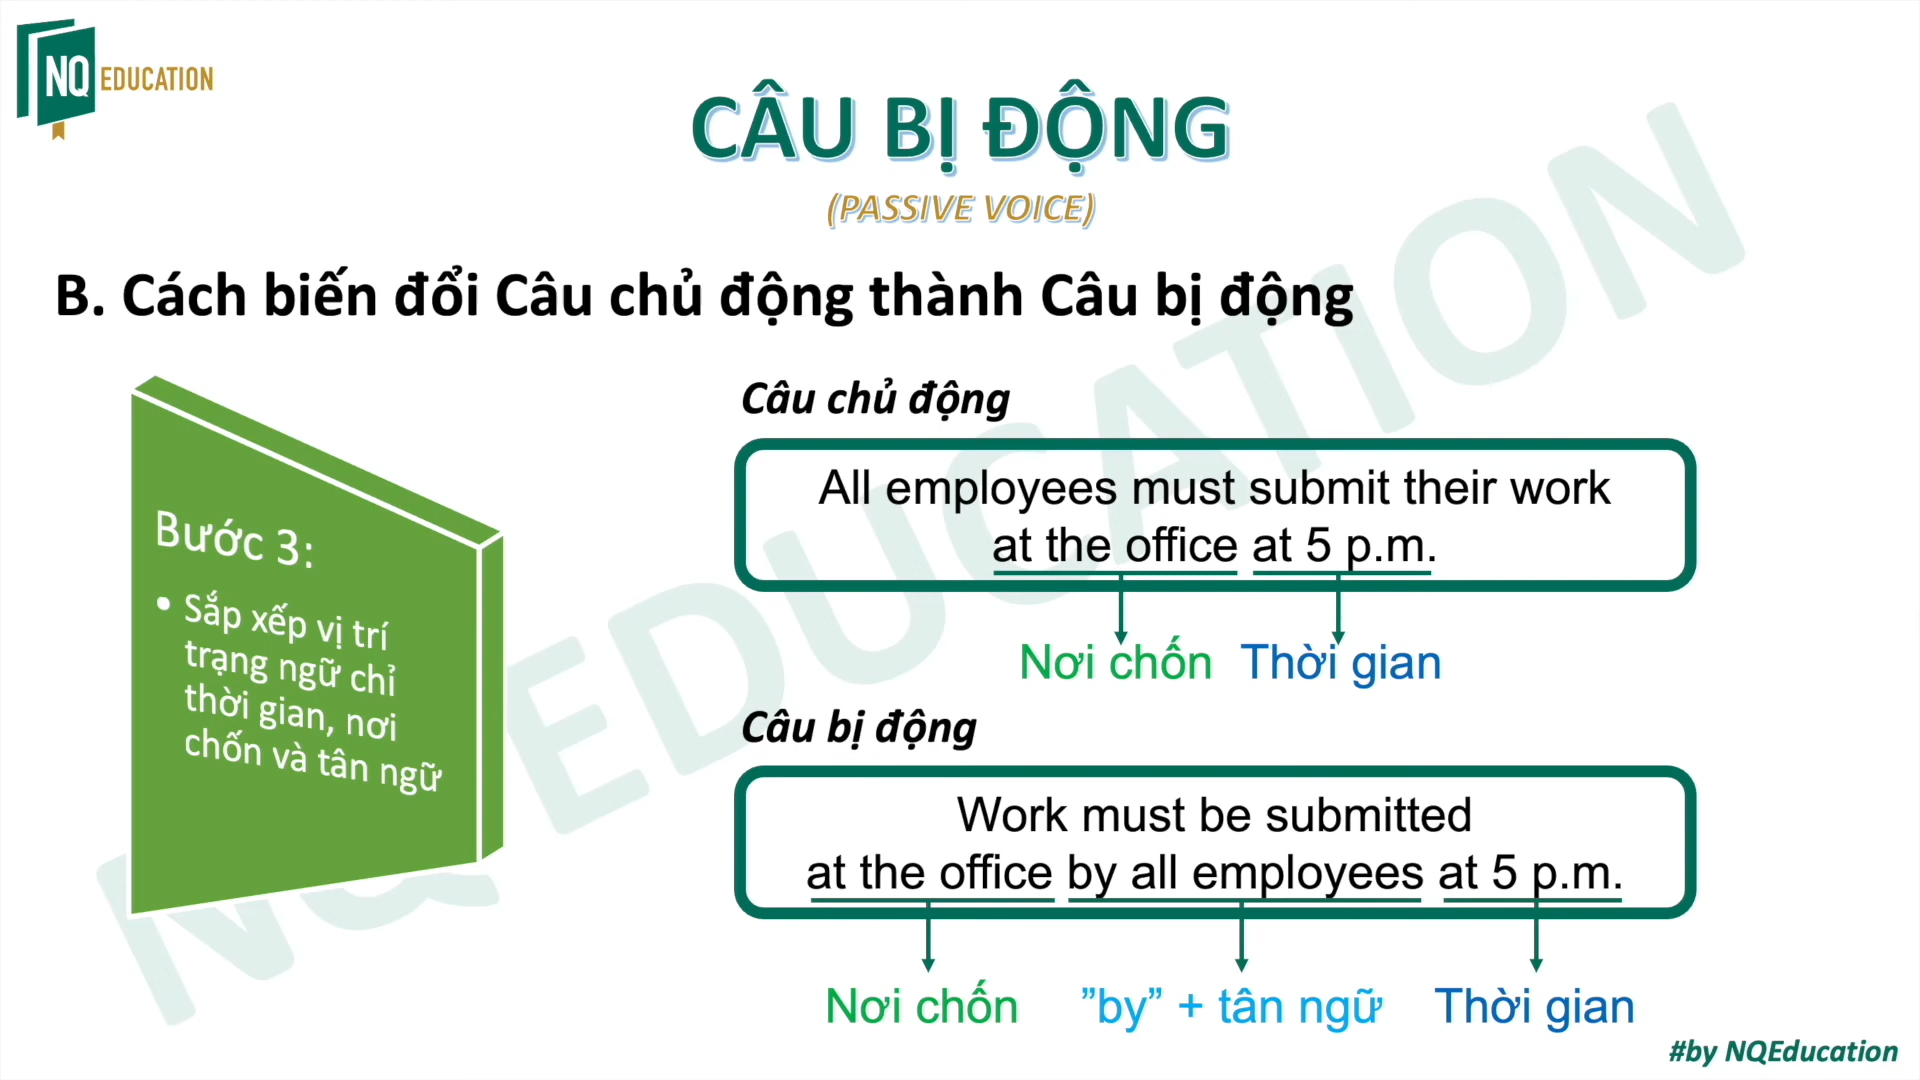 NQ EDUCATION
CÂU BỊ ĐỘNG
(PASSIVE VOICE)
B. Cách biến đổi Câu chủ động thành Câu bị động
Bước 3:
• Sắp xếp vị trí
trạng ngữ chỉ
thời gian, nơi
chốn và tân ngữ
Câu chủ động
All employees must submit their work
at the office at 5 p.m.
Nơi chốn Thời gian
Câu bị động
Work must be submitted
at the office by all employees at 5 p.m.
Nơi chốn ”by” + tân ngữ Thời gian
#by NQEducation
NQ EDUCATION